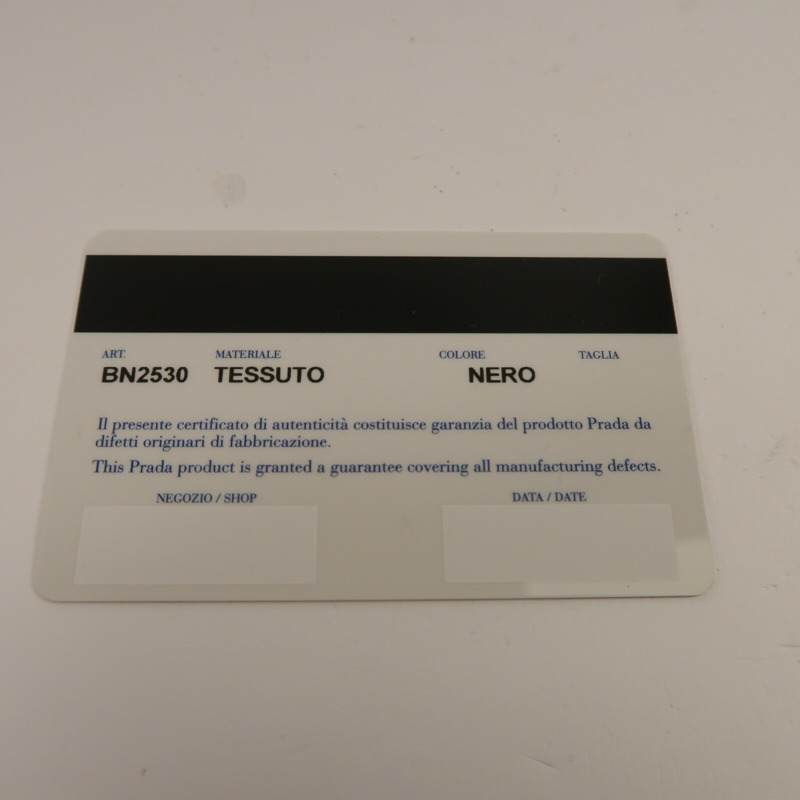 ART. MATERIALE COLORE TAGLIA
BN2530 TESSUTO NERO
Il presente certificato di autenticità costituisce garanzia del prodotto Prada da
difetti originari di fabbricazione.
This Prada product is granted a guarantee covering all manufacturing defects.
NEGOZIO / SHOP DATA / DATE